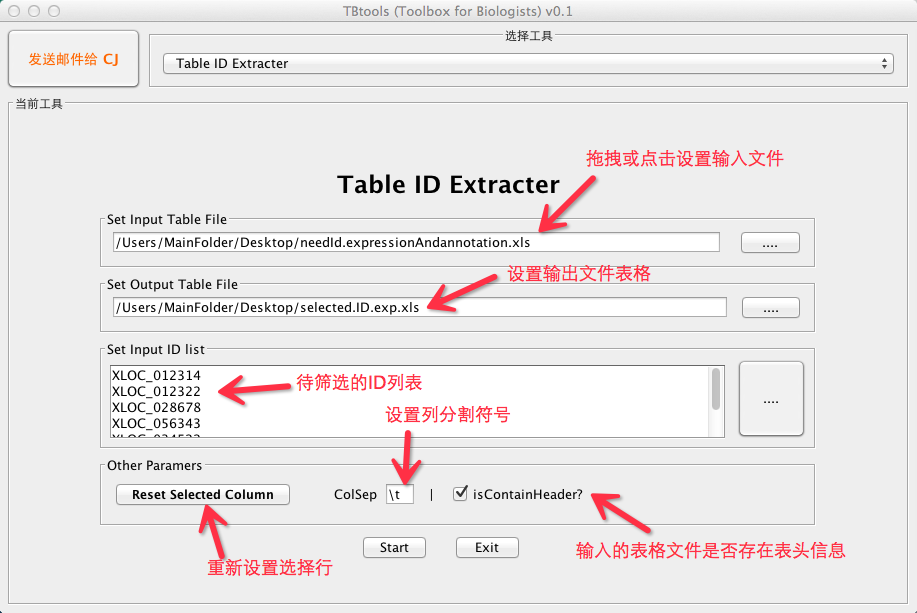 TBtools (Toolbox for Biologists) v0.1
发送邮件给 CJ
选择工具
Table ID Extracter
当前工具
拖拽或点击设置输入文件
Table ID Extracter
Set Input Table File
/Users/MainFolder/Desktop/needId.expressionAndannotation.xls
....
设置输出文件表格
Set Output Table File
/Users/MainFolder/Desktop/selected.ID.exp.xls
....
Set Input ID list
XLOC_012314
XLOC_012322
XLOC_028678
XLOC_056343
待筛选的ID列表
....
设置列分割符号
Other Paramers
Reset Selected Column
ColSep \t | isContainHeader?
Start
Exit
输入的表格文件是否存在表头信息
重新设置选择行